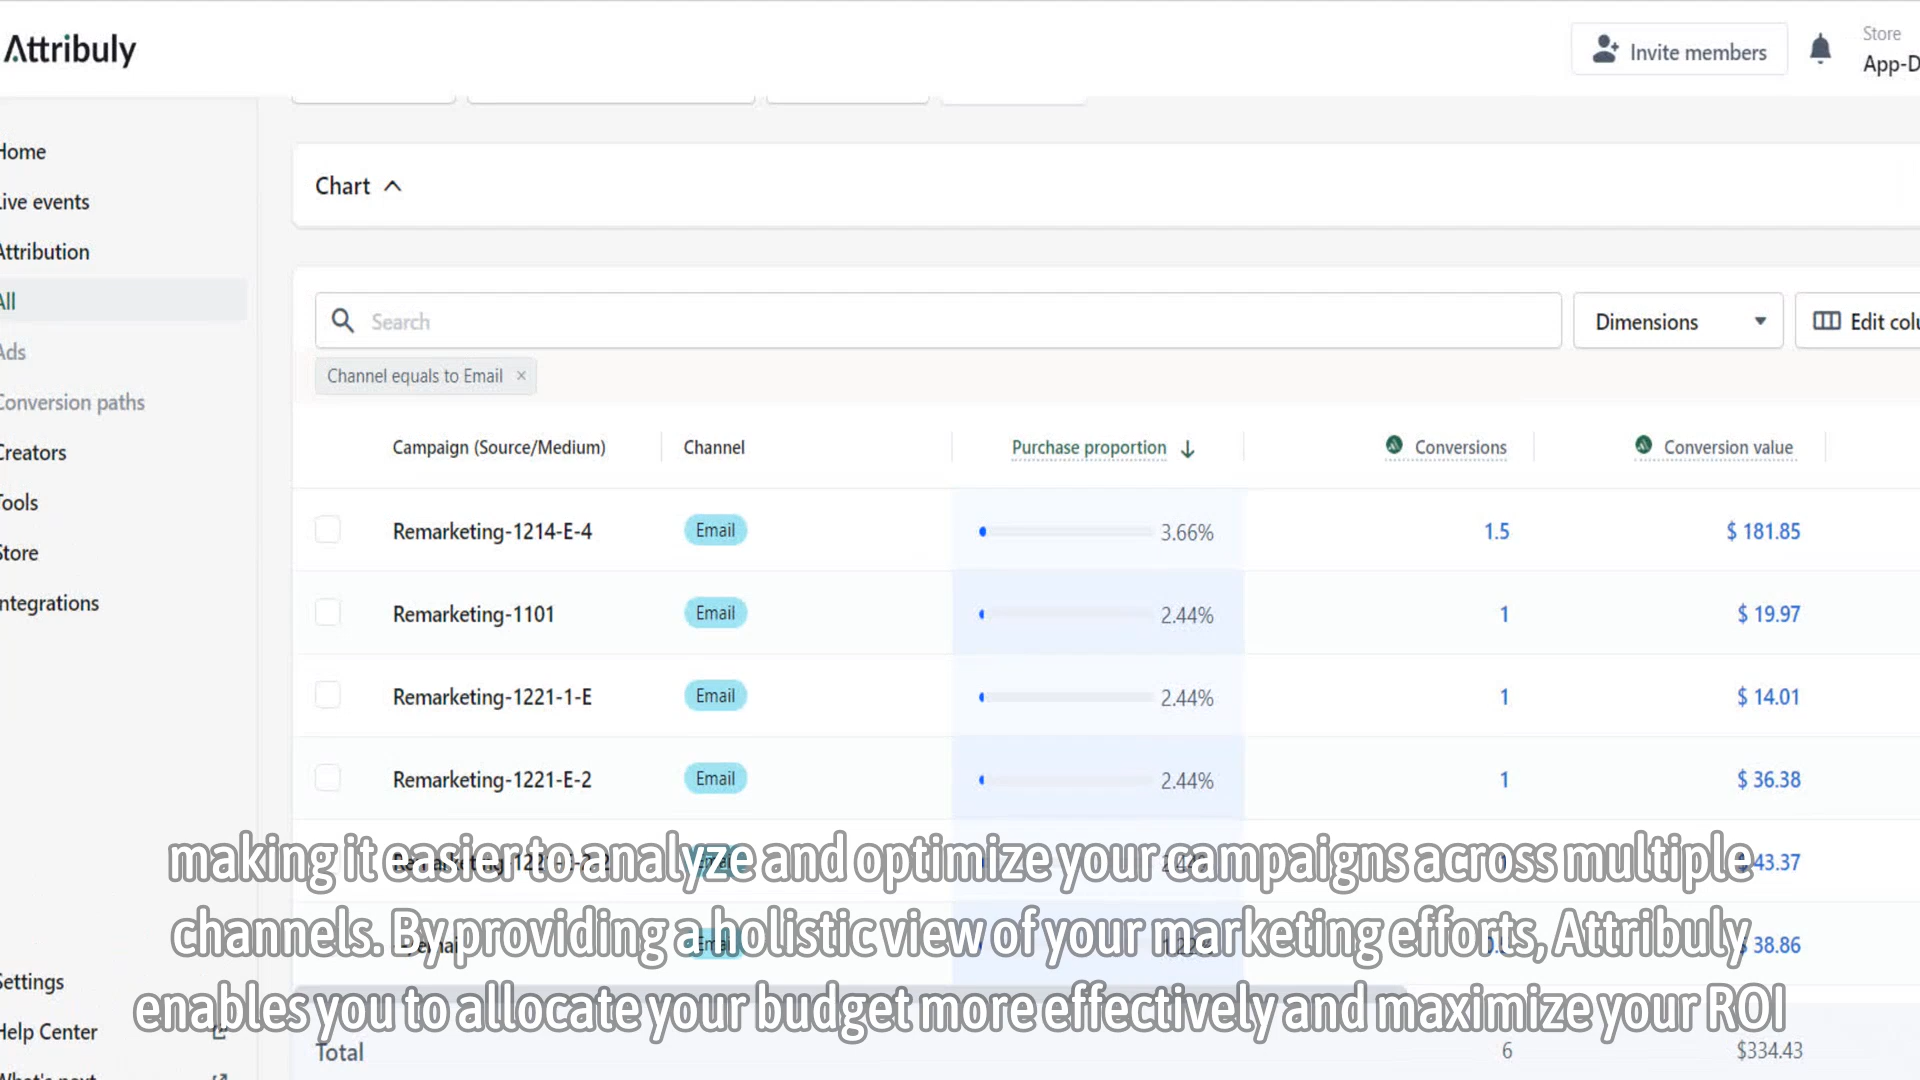 Attribuly
Invite members
Store
App-D
Home
Live events
Attribution
All
Ads
Conversion paths
Creators
Tools
Store
Integrations
Settings
Help Center
Chart
Search
Dimensions
Edit colu
Channel equals to Email ×
Campaign (Source/Medium) Channel Purchase proportion Conversions Conversion value
Remarketing-1214-E-4 Email 3.66% 1.5 $ 181.85
Remarketing-1101 Email 2.44% 1 $ 19.97
Remarketing-1221-1-E Email 2.44% 1 $ 14.01
Remarketing-1221-E-2 Email 2.44% 1 $ 36.38
43.37
$ 38.86
making it easier to analyze and optimize your campaigns across multiple
channels. By providing a holistic view of your marketing efforts, Attribuly
enables you to allocate your budget more effectively and maximize your ROI
Total 6 $334.43